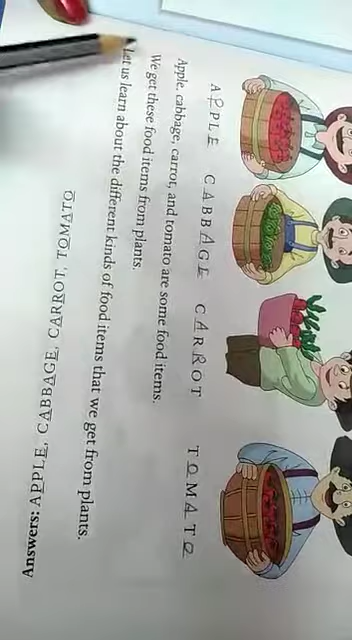 APPLE CABBAGE CARROT TOMATO
Apple, cabbage, carrot, and tomato are some food items.
We get these food items from plants.
Let us learn about the different kinds of food items that we get from plants.
Answers: APPLE, CABBAGE, CARROT, TOMATO